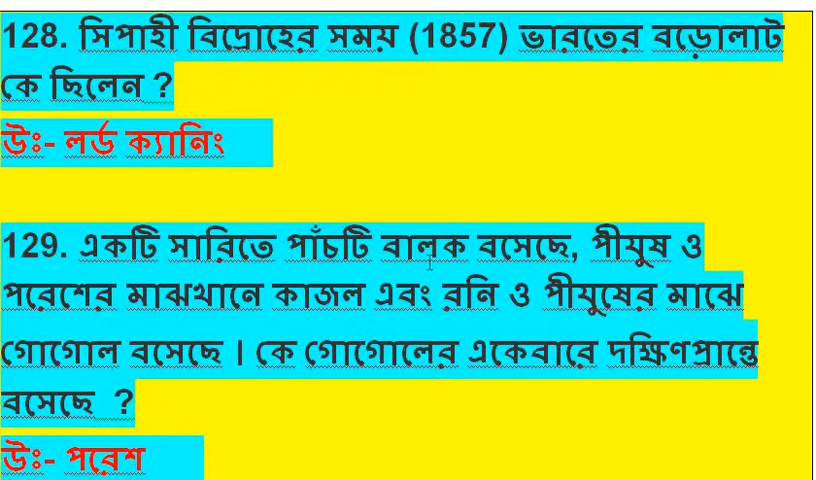 128. সিপাহী বিদ্রোহের সময় (1857) ভারতের বড়োলাট
কে ছিলেন ?
উঃ- লর্ড ক্যানিং
129. একটি সারিতে পাঁচটি বালক বসেছে, পীযুষ ও
পরেশের মাঝখানে কাজল এবং রনি ও পীযুষের মাঝে
গোগোল বসেছে । কে গোগোলের একেবারে দক্ষিণপ্রান্তে
বসেছে ?
উঃ- পরেশ